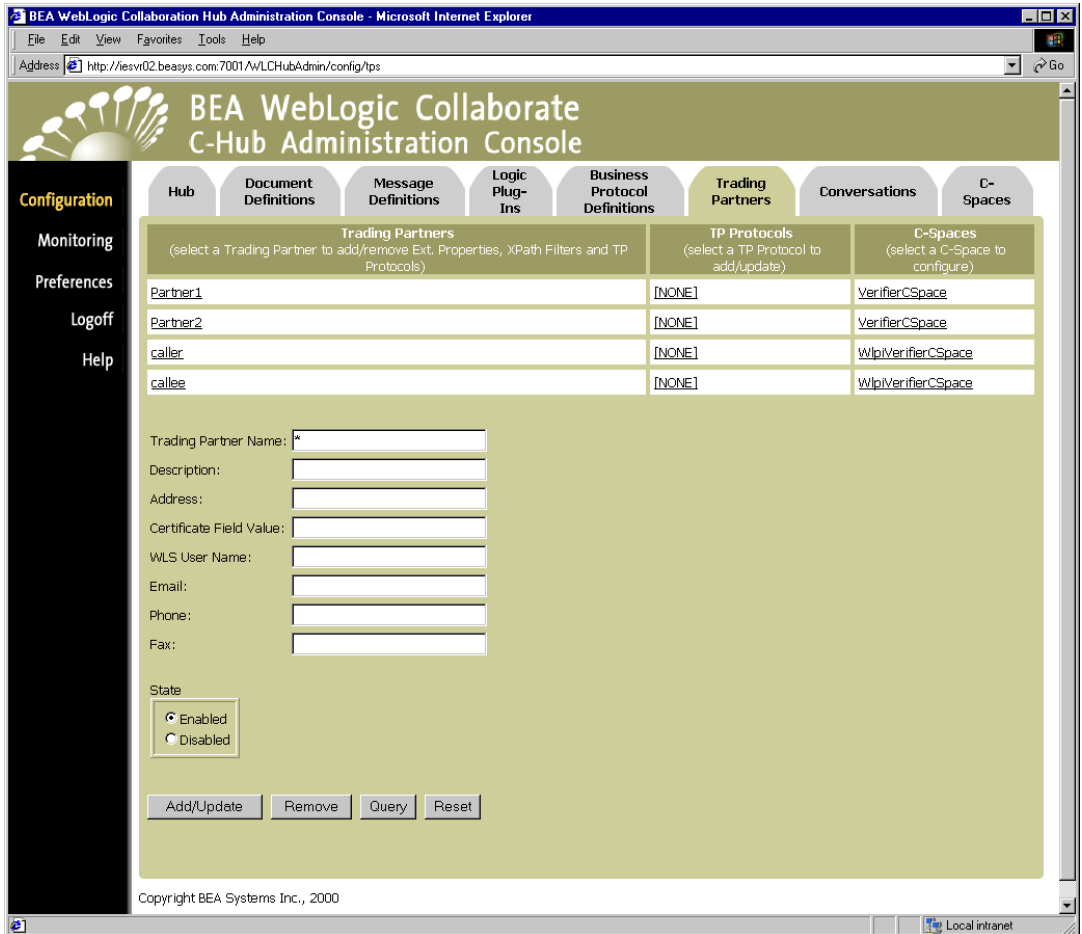 BEA WebLogic Collaboration Hub Administration Console - Microsoft Internet Explorer
File Edit View Favorites Tools Help
Address http://iesvr02.beasys.com:7001/WLCHubAdmin/config/tps Go
BEA WebLogic Collaborate
C-Hub Administration Console
Configuration
Monitoring
Preferences
Logoff
Help
Hub
Document
Definitions
Message
Definitions
Logic
Plug-
Ins
Business
Protocol
Definitions
Trading
Partners
Conversations
C-
Spaces
Trading Partners
(select a Trading Partner to add/remove Ext. Properties, XPath Filters and TP
Protocols)
TP Protocols
(select a TP Protocol to
add/update)
C-Spaces
(select a C-Space to
configure)
Partner1 [NONE] VerifierCSpace
Partner2 [NONE] VerifierCSpace
caller [NONE] WlpiVerifierCSpace
callee [NONE] WlpiVerifierCSpace
Trading Partner Name: *
Description:
Address:
Certificate Field Value:
WLS User Name:
Email:
Phone:
Fax:
State
Enabled
Disabled
Add/Update Remove Query Reset
Copyright BEA Systems Inc., 2000
Local intranet